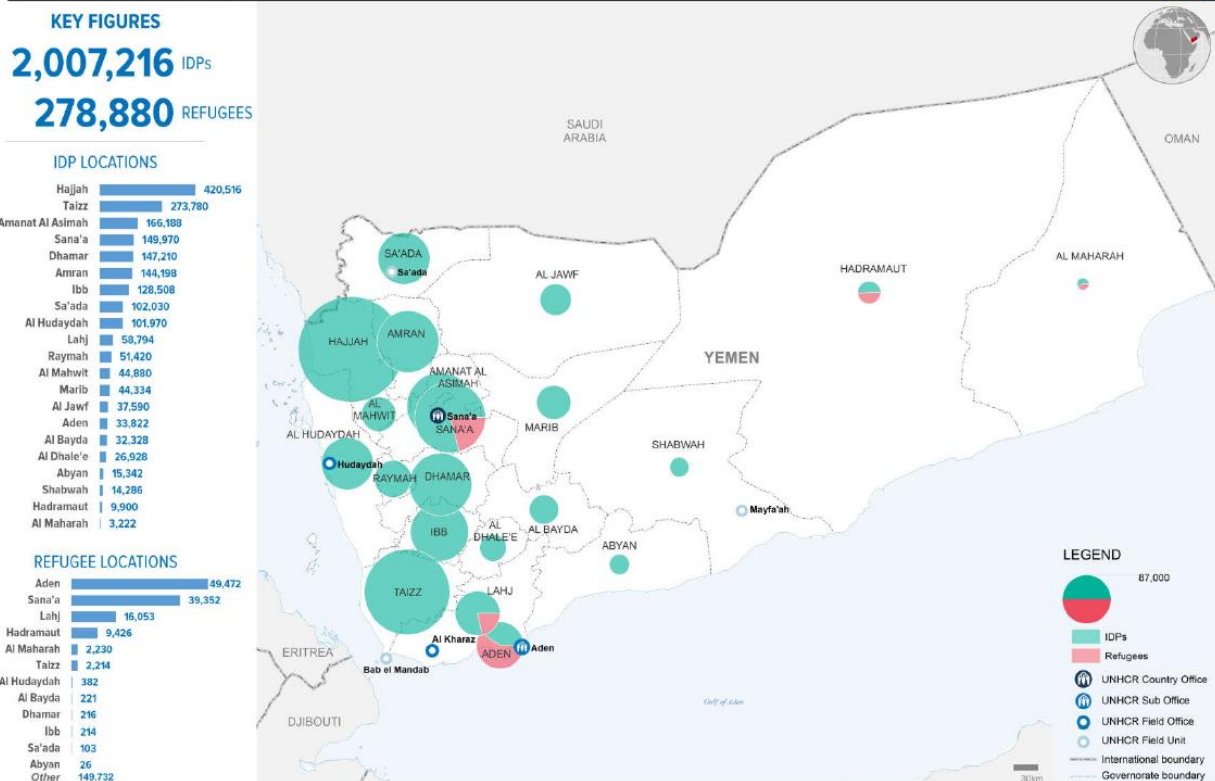 KEY FIGURES
2,007,216 IDPs
278,880 REFUGEES
IDP LOCATIONS
Hajjah 420,516
Taizz 273,780
Amanat Al Asimah 166,188
Sana'a 149,970
Dhamar 147,210
Amran 144,198
Ibb 128,508
Sa'ada 102,030
Al Hudaydah 101,970
Lahj 58,794
Raymah 51,420
Al Mahwit 44,880
Marib 44,334
Al Jawf 37,590
Aden 33,822
Al Bayda 32,328
Al Dhale'e 26,928
Abyan 15,342
Shabwah 14,286
Hadramaut 9,900
Al Maharah 3,222
REFUGEE LOCATIONS
Aden 49,472
Sana'a 39,352
Lahj 16,053
Hadramaut 9,426
Al Maharah 2,230
Taizz 2,214
Al Hudaydah 382
Al Bayda 221
Dhamar 216
Ibb 214
Sa'ada 103
Abyan 26
Other 149,732
SAUDI
ARABIA
OMAN
SA'ADA
Sa'ada
AL JAWF
HADRAMAUT
AL MAHARAH
HAJJAH
AMRAN
YEMEN
AMANAT AL
ASIMAH
AL
MAHWIT
Sana'a
SANA'A
MARIB
AL HUDAYDAH
SHABWAH
Hudaydah
RAYMAH
DHAMAR
Mayfa'ah
IBB
AL
DHALE'E
AL BAYDA
ABYAN
TAIZZ
LAHJ
Al Kharaz
ADEN
Aden
Bab el Mandab
ERITREA
DJIBOUTI
Gulf of Aden
LEGEND
87,000
IDPs
Refugees
UNHCR Country Office
UNHCR Sub Office
UNHCR Field Office
UNHCR Field Unit
International boundary
Governorate boundary
30km